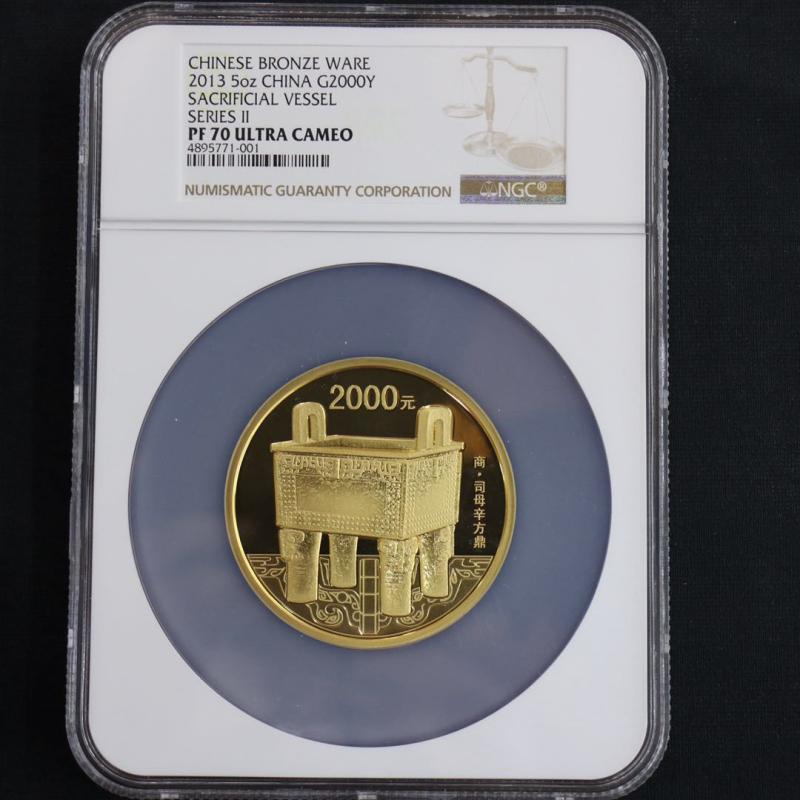 CHINESE BRONZE WARE
2013 5oz CHINA G2000Y
SACRIFICIAL VESSEL
SERIES II
PF 70 ULTRA CAMEO
4895771-001
NUMISMATIC GUARANTY CORPORATION
NGC®
2000元
商·司母辛方鼎